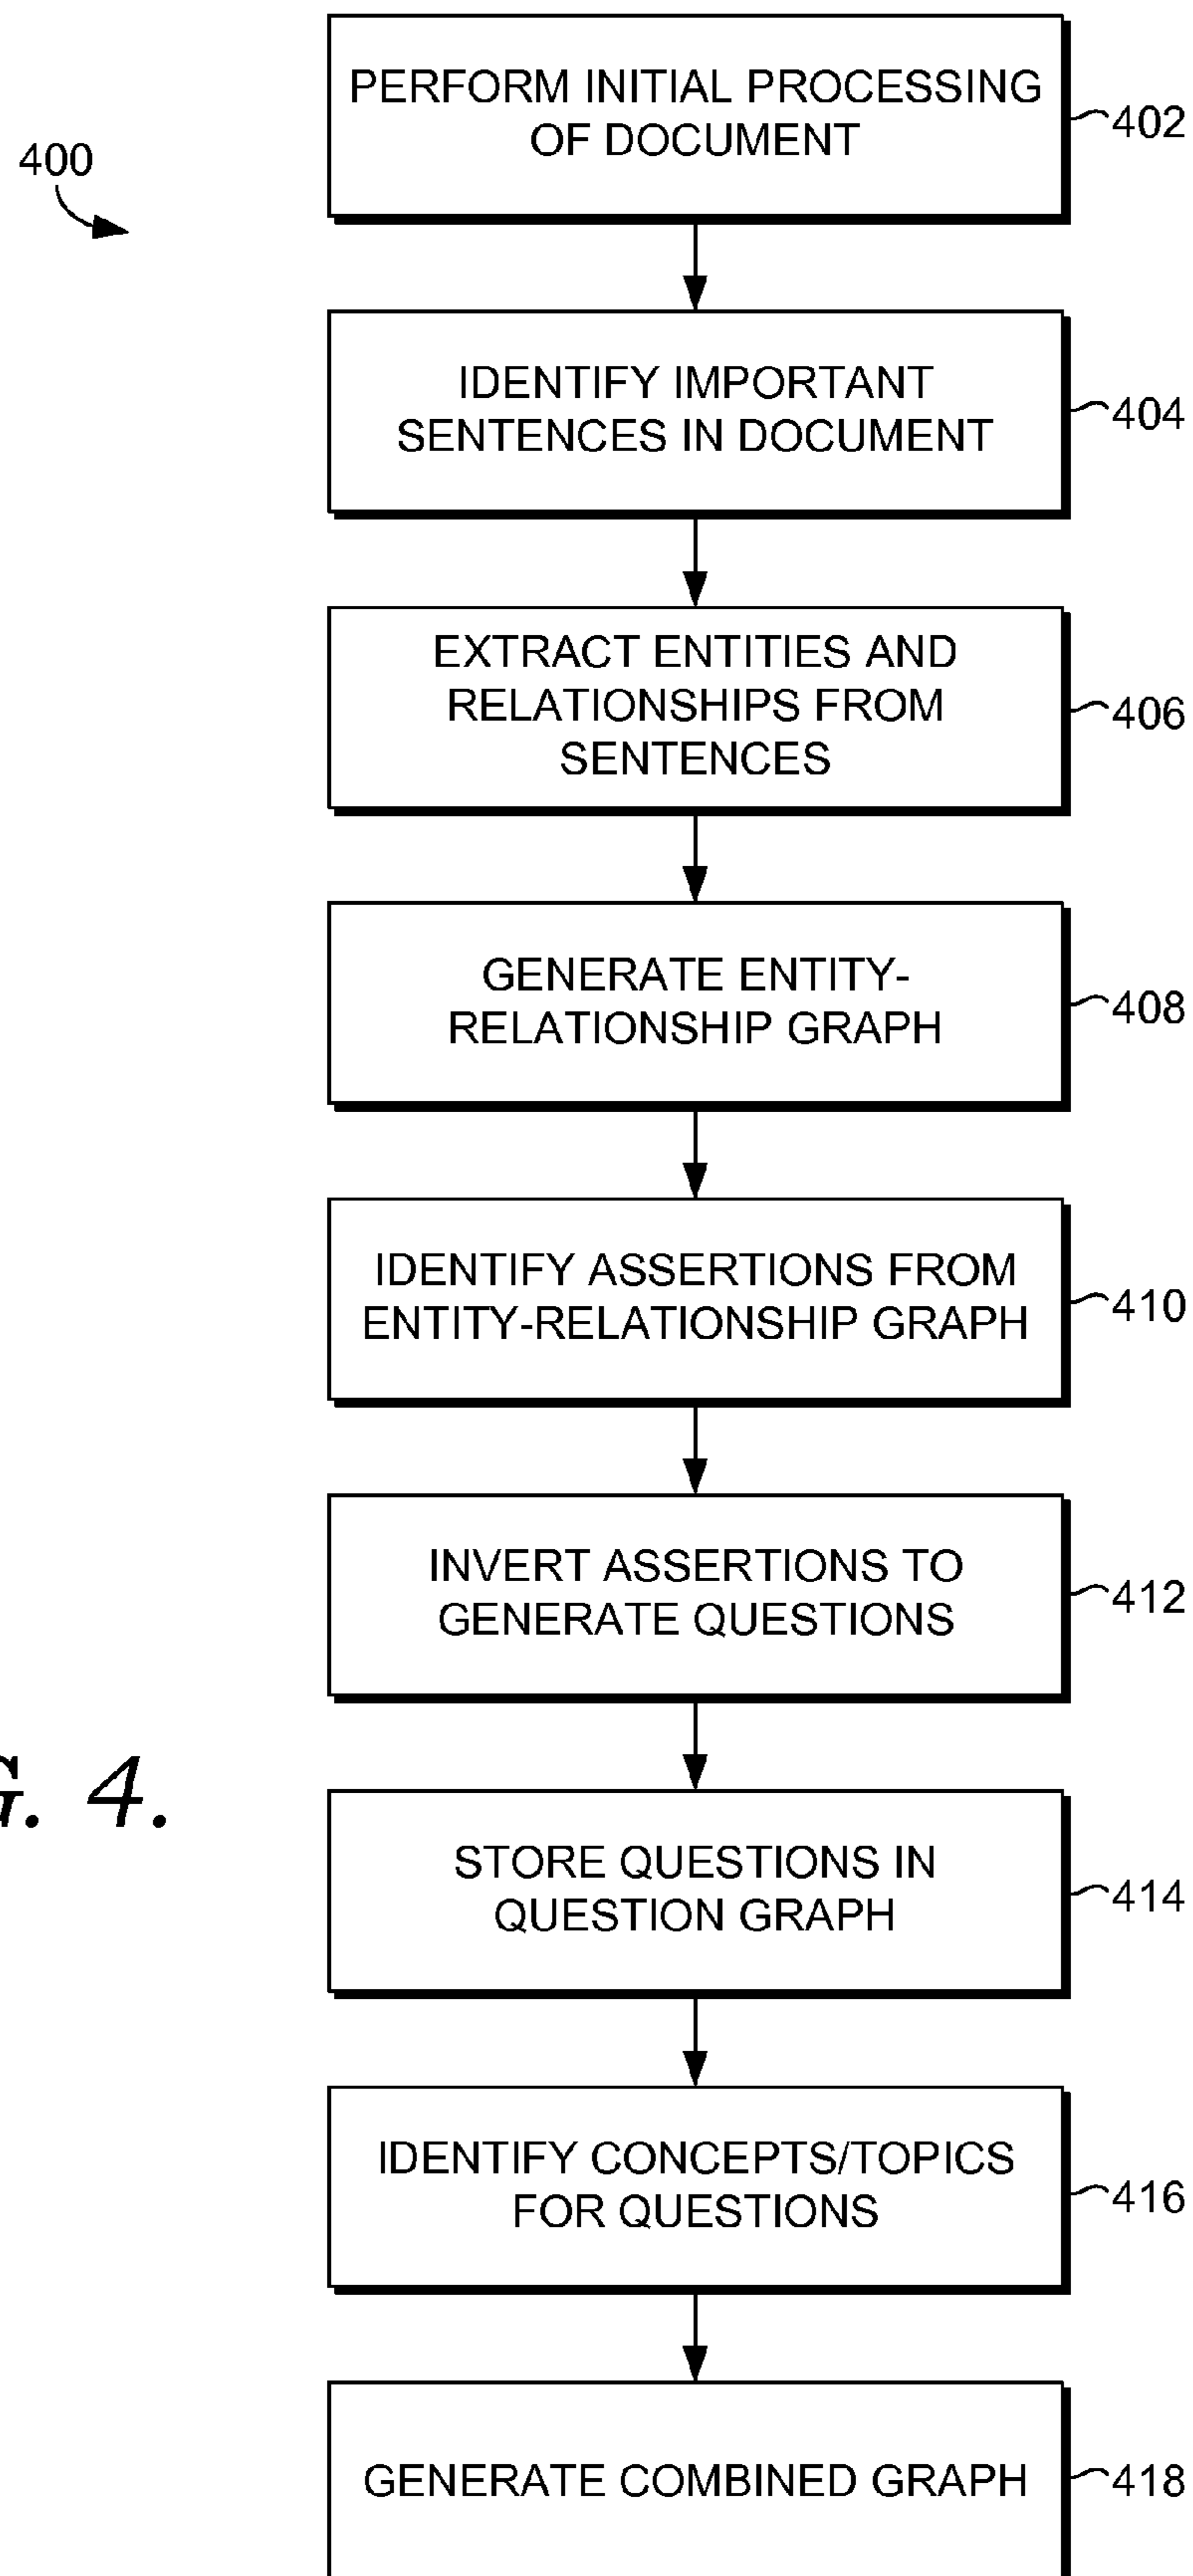 400
PERFORM INITIAL PROCESSING
OF DOCUMENT
402
IDENTIFY IMPORTANT
SENTENCES IN DOCUMENT
404
EXTRACT ENTITIES AND
RELATIONSHIPS FROM
SENTENCES
406
GENERATE ENTITY-
RELATIONSHIP GRAPH
408
IDENTIFY ASSERTIONS FROM
ENTITY-RELATIONSHIP GRAPH
410
INVERT ASSERTIONS TO
GENERATE QUESTIONS
412
G. 4.
STORE QUESTIONS IN
QUESTION GRAPH
414
IDENTIFY CONCEPTS/TOPICS
FOR QUESTIONS
416
GENERATE COMBINED GRAPH
418